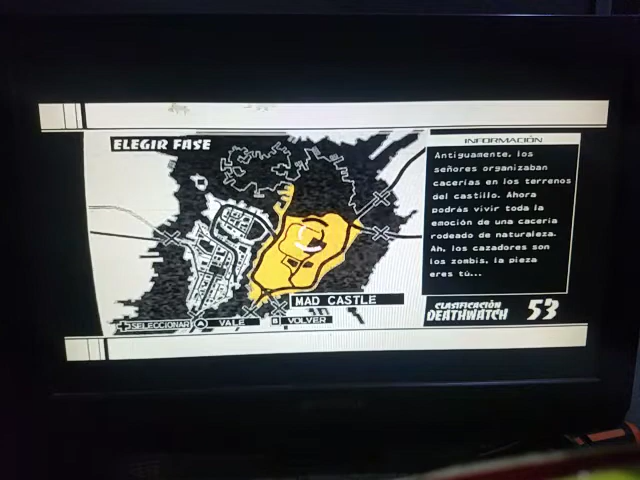 ELEGIR FASE
INFORMACIÓN
Antiguamente, los
señores organizaban
cacerías en los terrenos
del castillo. Ahora
podrás vivir toda la
emoción de una cacería
rodeado de naturaleza.
Ah, los cazadores son
los zombis, la pieza
eres tú...
MAD CASTLE
SELECCIONAR A VALE B VOLVER
CLASIFICACIÓN
DEATHWATCH 53